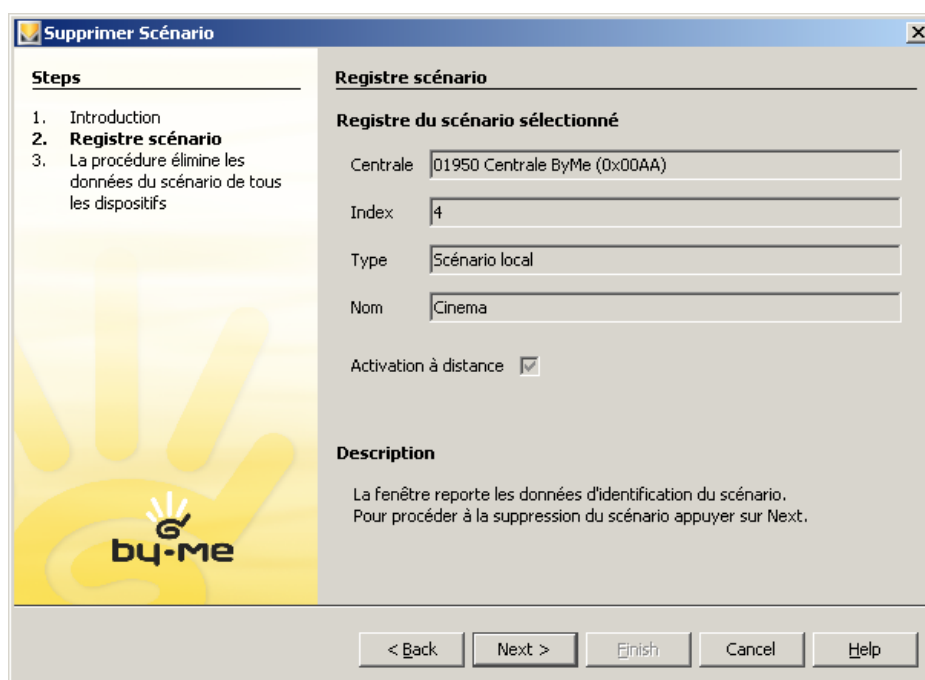 Supprimer Scénario
Steps
1. Introduction
2. Registre scénario
3. La procédure élimine les
données du scénario de tous
les dispositifs
by-me
Registre scénario
Registre du scénario sélectionné
Centrale 01950 Centrale ByMe (0x00AA)
Index 4
Type Scénario local
Nom Cinema
Activation à distance
Description
La fenêtre reporte les données d'identification du scénario.
Pour procéder à la suppression du scénario appuyer sur Next.
< Back Next > Finish Cancel Help